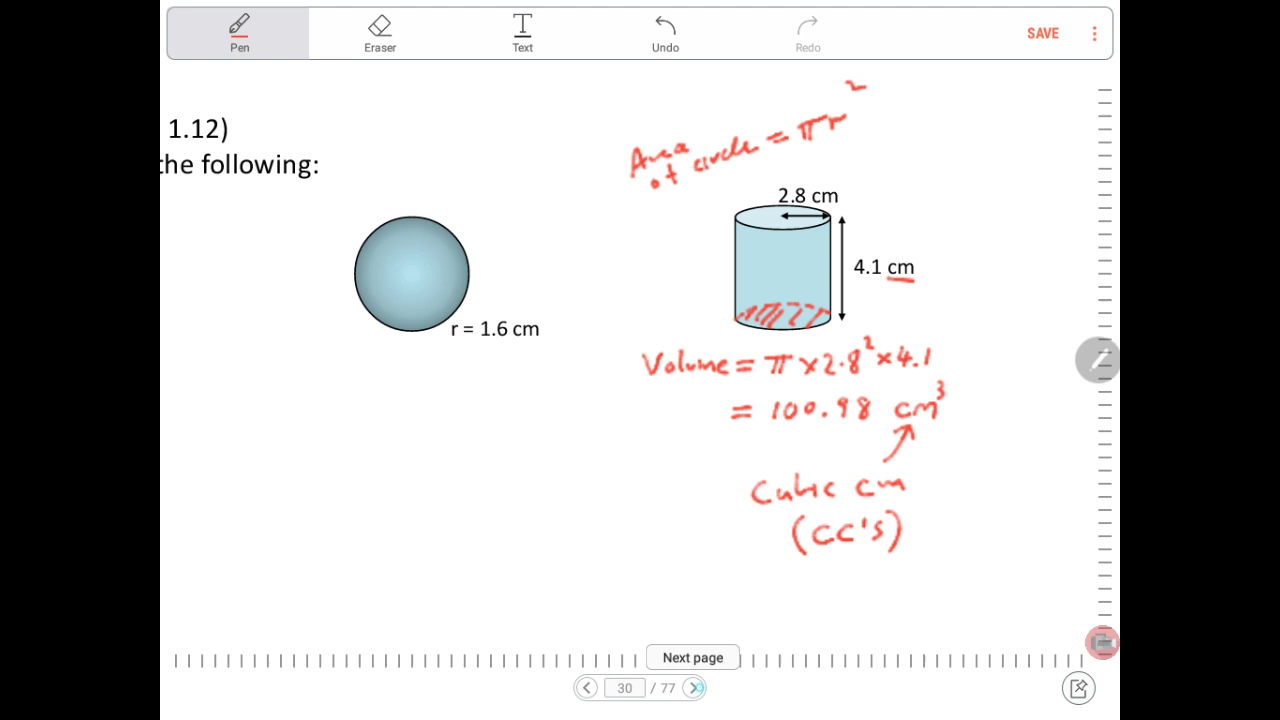 Pen Eraser Text Undo Redo SAVE
1.12)
the following:
Area of circle = πr²
2.8 cm
4.1 cm
r = 1.6 cm
Volume = π × 2.8² × 4.1
= 100.98 cm³
Cubic cm
(CC's)
Next page
30 / 77